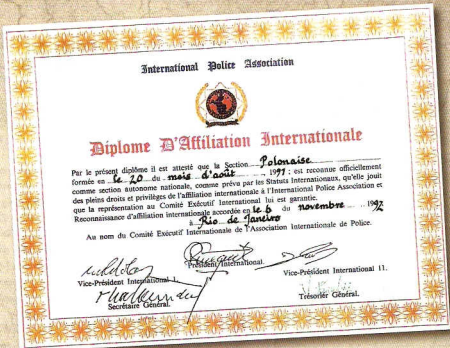 International Police Association
Diplome D'Affiliation Internationale
Par le présent diplôme il est attesté que la Section Polonaise
formée en le 20 du mois d'août 1991; est reconnue officiellement
comme section autonome nationale, comme prévu par les Statuts Internationaux, qu'elle jouit
des pleins droits et privilèges de l'affiliation internationale à l'International Police Association et
que la représentation au Comité Exécutif International lui est garantie.
Reconnaissance d'affiliation internationale accordée en le 6 du novembre 1992
à Rio de Janeiro
Au nom du Comité Exécutif Internationale de l'Association Internationale de Police.
Président International.
Vice-Président International 1.
Vice-Président International 11.
Secrétaire Général.
Trésorier Général.